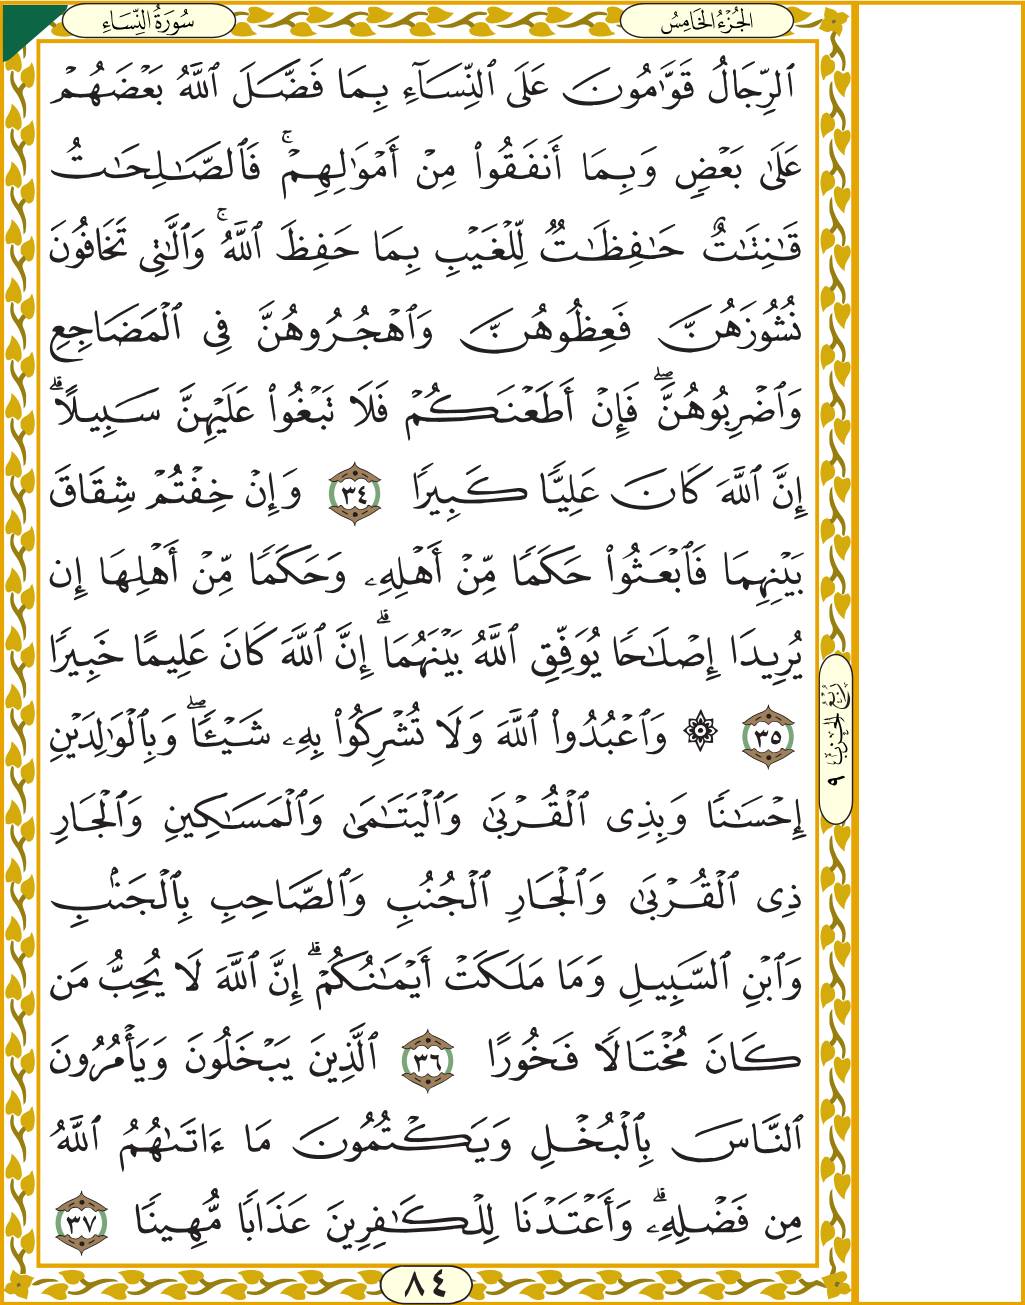 سُورَةُ النِّسَاءِ
الجُزْءُ الخَامِسُ
ٱلرِّجَالُ قَوَّٰمُونَ عَلَى ٱلنِّسَآءِ بِمَا فَضَّلَ ٱللَّهُ بَعْضَهُمْ
عَلَىٰ بَعْضٍ وَبِمَآ أَنفَقُوا۟ مِنْ أَمْوَٰلِهِمْ ۚ فَٱلصَّـٰلِحَـٰتُ
قَـٰنِتَـٰتٌ حَـٰفِظَـٰتٌ لِّلْغَيْبِ بِمَا حَفِظَ ٱللَّهُ ۚ وَٱلَّـٰتِى تَخَافُونَ
نُشُوزَهُنَّ فَعِظُوهُنَّ وَٱهْجُرُوهُنَّ فِى ٱلْمَضَاجِعِ
وَٱضْرِبُوهُنَّ ۖ فَإِنْ أَطَعْنَكُمْ فَلَا تَبْغُوا۟ عَلَيْهِنَّ سَبِيلًا ۗ
إِنَّ ٱللَّهَ كَانَ عَلِيًّا كَبِيرًا ٣٤ وَإِنْ خِفْتُمْ شِقَاقَ
بَيْنِهِمَا فَٱبْعَثُوا۟ حَكَمًا مِّنْ أَهْلِهِۦ وَحَكَمًا مِّنْ أَهْلِهَآ إِن
يُرِيدَآ إِصْلَـٰحًا يُوَفِّقِ ٱللَّهُ بَيْنَهُمَآ ۗ إِنَّ ٱللَّهَ كَانَ عَلِيمًا خَبِيرًا
٣٥ ۞ وَٱعْبُدُوا۟ ٱللَّهَ وَلَا تُشْرِكُوا۟ بِهِۦ شَيْـًٔا ۖ وَبِٱلْوَٰلِدَيْنِ
إِحْسَـٰنًا وَبِذِى ٱلْقُرْبَىٰ وَٱلْيَتَـٰمَىٰ وَٱلْمَسَـٰكِينِ وَٱلْجَارِ
ذِى ٱلْقُرْبَىٰ وَٱلْجَارِ ٱلْجُنُبِ وَٱلصَّاحِبِ بِٱلْجَنۢبِ
وَٱبْنِ ٱلسَّبِيلِ وَمَا مَلَكَتْ أَيْمَـٰنُكُمْ ۗ إِنَّ ٱللَّهَ لَا يُحِبُّ مَن
كَانَ مُخْتَالًا فَخُورًا ٣٦ ٱلَّذِينَ يَبْخَلُونَ وَيَأْمُرُونَ
ٱلنَّاسَ بِٱلْبُخْلِ وَيَكْتُمُونَ مَآ ءَاتَىٰهُمُ ٱللَّهُ
مِن فَضْلِهِۦ ۗ وَأَعْتَدْنَا لِلْكَـٰفِرِينَ عَذَابًا مُّهِينًا ٣٧
رُبْعُ الحِزْبِ ٩
٨٤